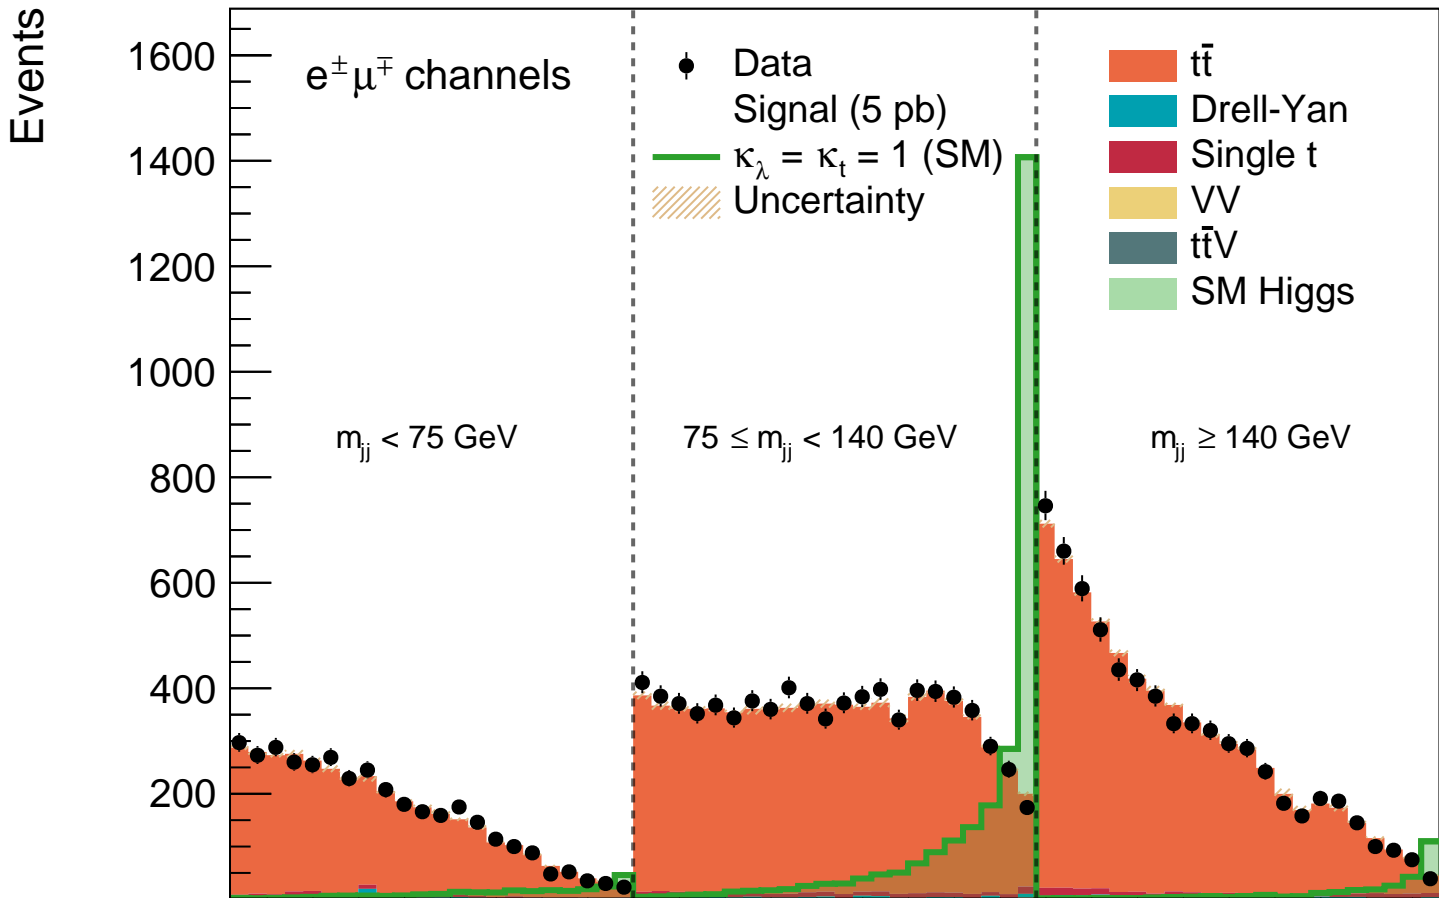 Events
1600
1400
1200
1000
800
600
400
200
e±μ∓ channels
Data
Signal (5 pb)
κλ = κt = 1 (SM)
Uncertainty
tt̄
Drell-Yan
Single t
VV
tt̄V
SM Higgs
mjj < 75 GeV
75 ≤ mjj < 140 GeV
mjj ≥ 140 GeV